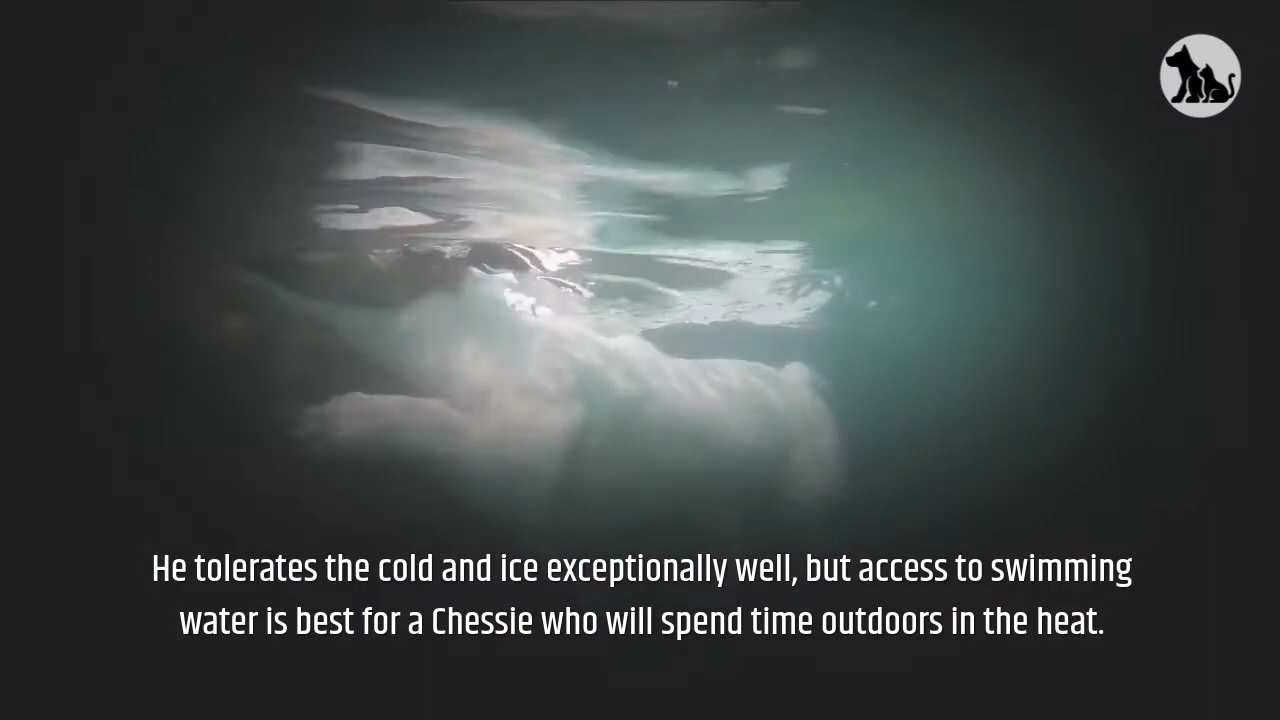 He tolerates the cold and ice exceptionally well, but access to swimming
water is best for a Chessie who will spend time outdoors in the heat.